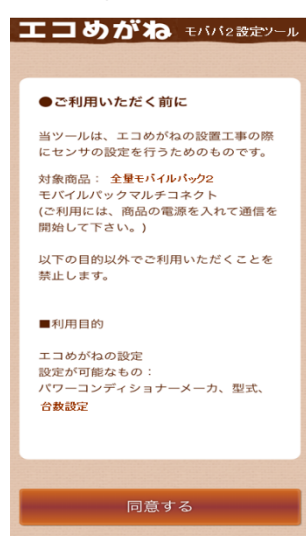 エコめがね モバパ2設定ツール
●ご利用いただく前に
当ツールは、エコめがねの設置工事の際
にセンサの設定を行うためのものです。
対象商品： 全量モバイルパック2
モバイルパックマルチコネクト
(ご利用には、商品の電源を入れて通信を
開始して下さい。)
以下の目的以外でご利用いただくことを
禁止します。
■利用目的
エコめがねの設定
設定が可能なもの：
パワーコンディショナーメーカ、型式、
台数設定
同意する